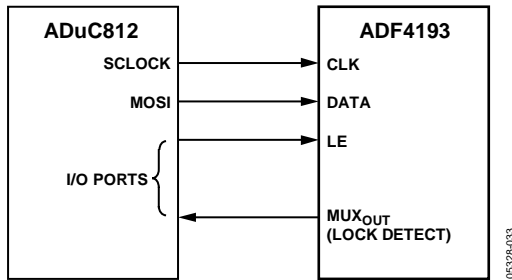 ADuC812
SCLOCK
MOSI
I/O PORTS
ADF4193
CLK
DATA
LE
MUXOUT
(LOCK DETECT)
05328-033